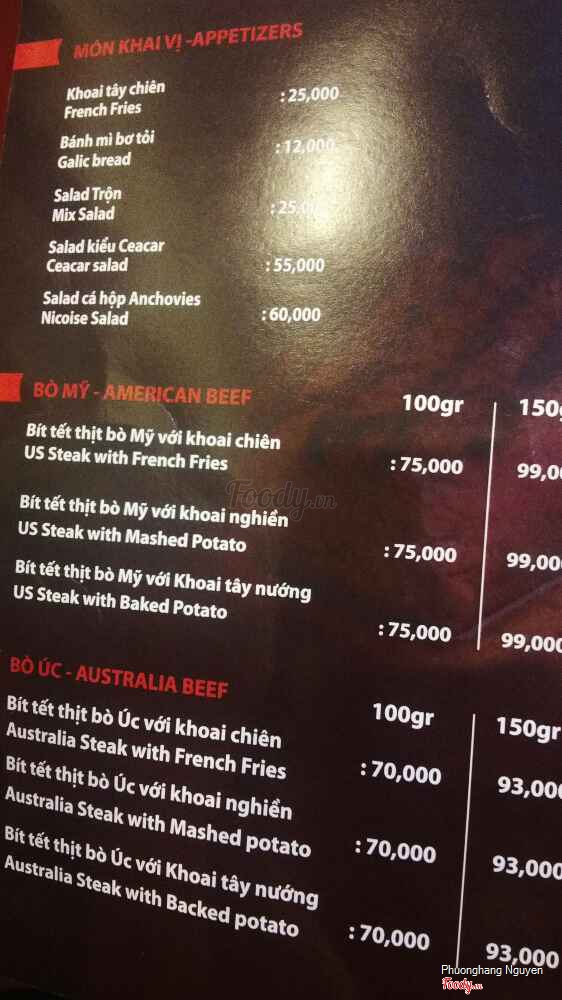 MÓN KHAI VỊ -APPETIZERS
Khoai tây chiên
French Fries : 25,000
Bánh mì bơ tỏi
Galic bread : 12,000
Salad Trộn
Mix Salad
Salad kiểu Ceacar
Ceacar salad : 55,000
Salad cá hộp Anchovies
Nicoise Salad : 60,000
BÒ MỸ - AMERICAN BEEF 100gr
Bít tết thịt bò Mỹ với khoai chiên
US Steak with French Fries : 75,000
Bít tết thịt bò Mỹ với khoai nghiền
US Steak with Mashed Potato : 75,000
Bít tết thịt bò Mỹ với Khoai tây nướng
US Steak with Baked Potato : 75,000
BÒ ÚC - AUSTRALIA BEEF 100gr 150gr
Bít tết thịt bò Úc với khoai chiên
Australia Steak with French Fries : 70,000
Bít tết thịt bò Úc với khoai nghiền
Australia Steak with Mashed potato : 70,000 93,000
Bít tết thịt bò Úc với Khoai tây nướng
Australia Steak with Backed potato : 70,000 93,000
Foody.vn
Phuonghang Nguyen
Foody.vn